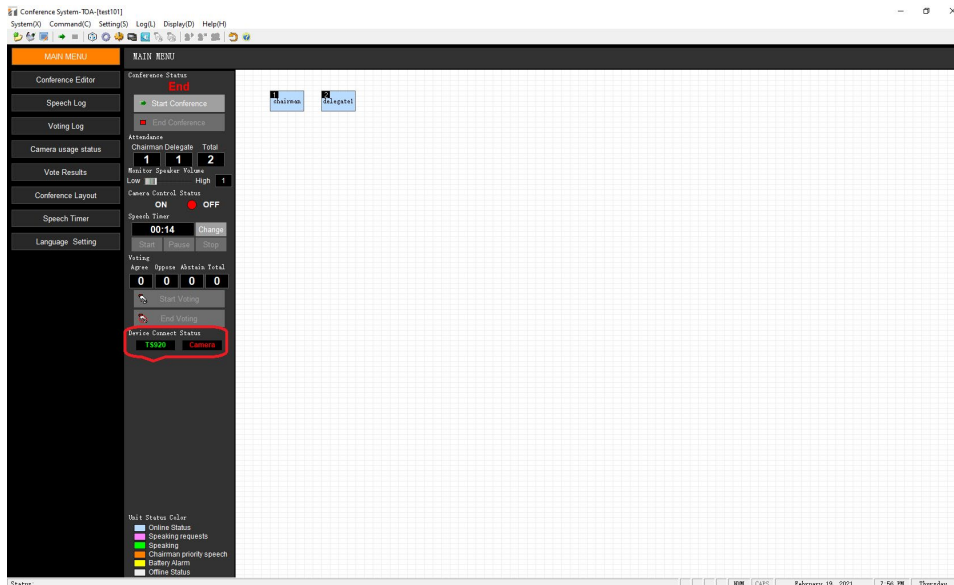 Conference System-TOA-[test101]
System(X) Command(C) Setting(S) Log(L) Display(D) Help(H)
MAIN MENU
MAIN MENU
Conference Editor
Speech Log
Voting Log
Camera usage status
Vote Results
Conference Layout
Speech Timer
Language Setting
Conference Status
End
Start Conference
End Conference
Attendance
Chairman Delegate Total
1 1 2
Monitor Speaker Volume
Low High 1
Camera Control Status
ON OFF
Speech Timer
00:14 Change
Start Pause Stop
Voting
Agree Oppose Abstain Total
0 0 0 0
Start Voting
End Voting
Device Connect Status
TS920 Camera
Unit Status Color
Online Status
Speaking requests
Speaking
Chairman priority speech
Battery Alarm
Offline Status
1 2
chairman delegate1
Status: NUM CAPS February 19, 2021 7:56 PM Thursday